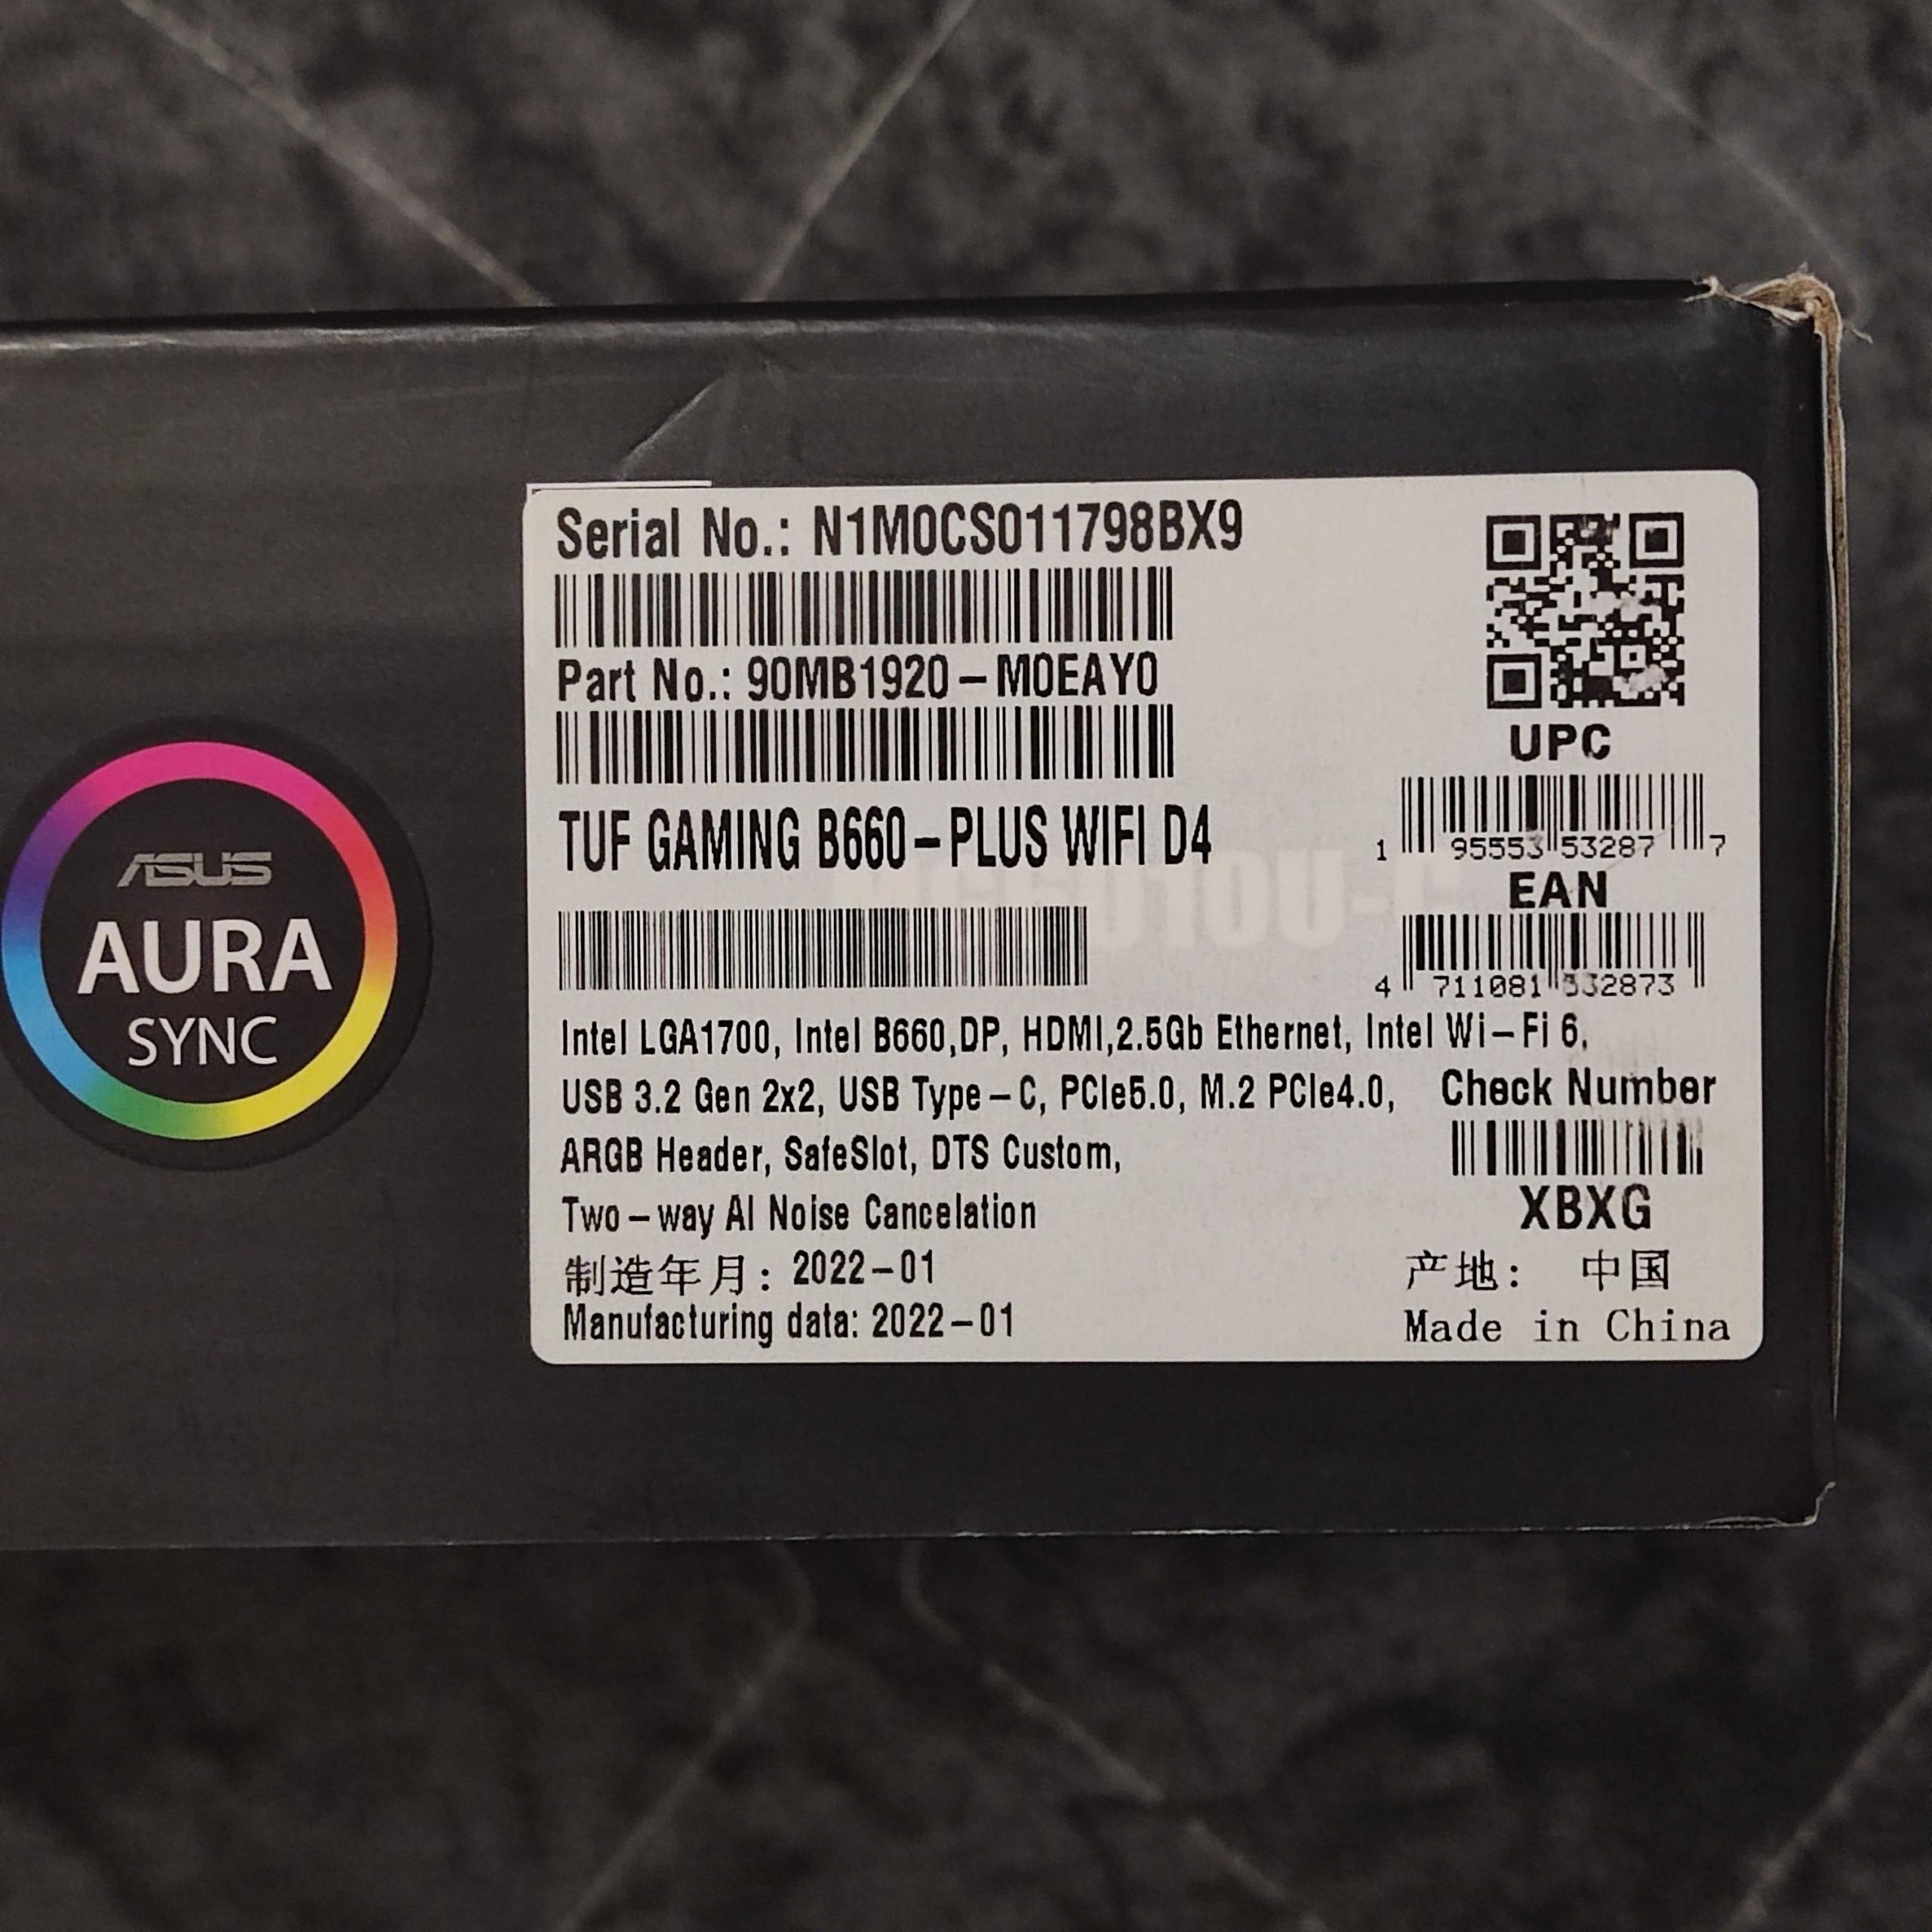 ASUS
AURA
SYNC
Serial No.: N1M0CS011798BX9
Part No.: 90MB1920-M0EAY0
TUF GAMING B660-PLUS WIFI D4
UPC
1 95553 53287 7
EAN
4 711081 532873
Intel LGA1700, Intel B660,DP, HDMI,2.5Gb Ethernet, Intel Wi-Fi 6,
USB 3.2 Gen 2x2, USB Type-C, PCIe5.0, M.2 PCIe4.0,
ARGB Header, SafeSlot, DTS Custom,
Two-way AI Noise Cancelation
Check Number
XBXG
制造年月: 2022-01
Manufacturing data: 2022-01
产地: 中国
Made in China